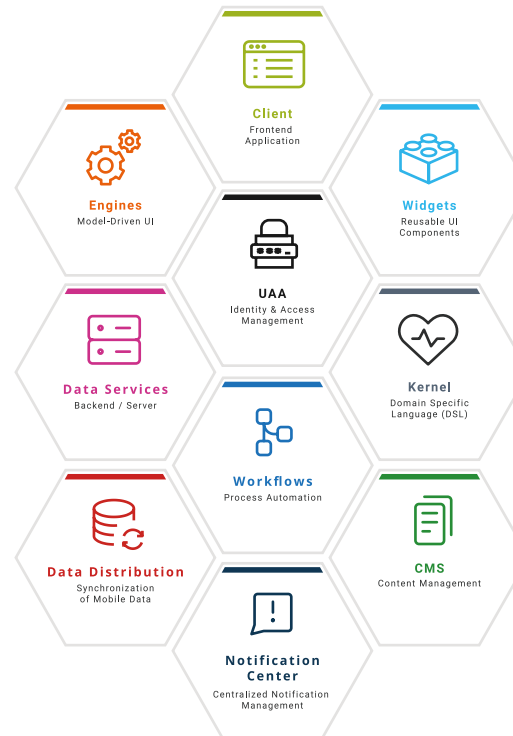 Client
Frontend
Application
Engines
Model-Driven UI
Widgets
Reusable UI
Components
UAA
Identity & Access
Management
Data Services
Backend / Server
Kernel
Domain Specific
Language (DSL)
Workflows
Process Automation
Data Distribution
Synchronization
of Mobile Data
CMS
Content Management
Notification
Center
Centralized Notification
Management